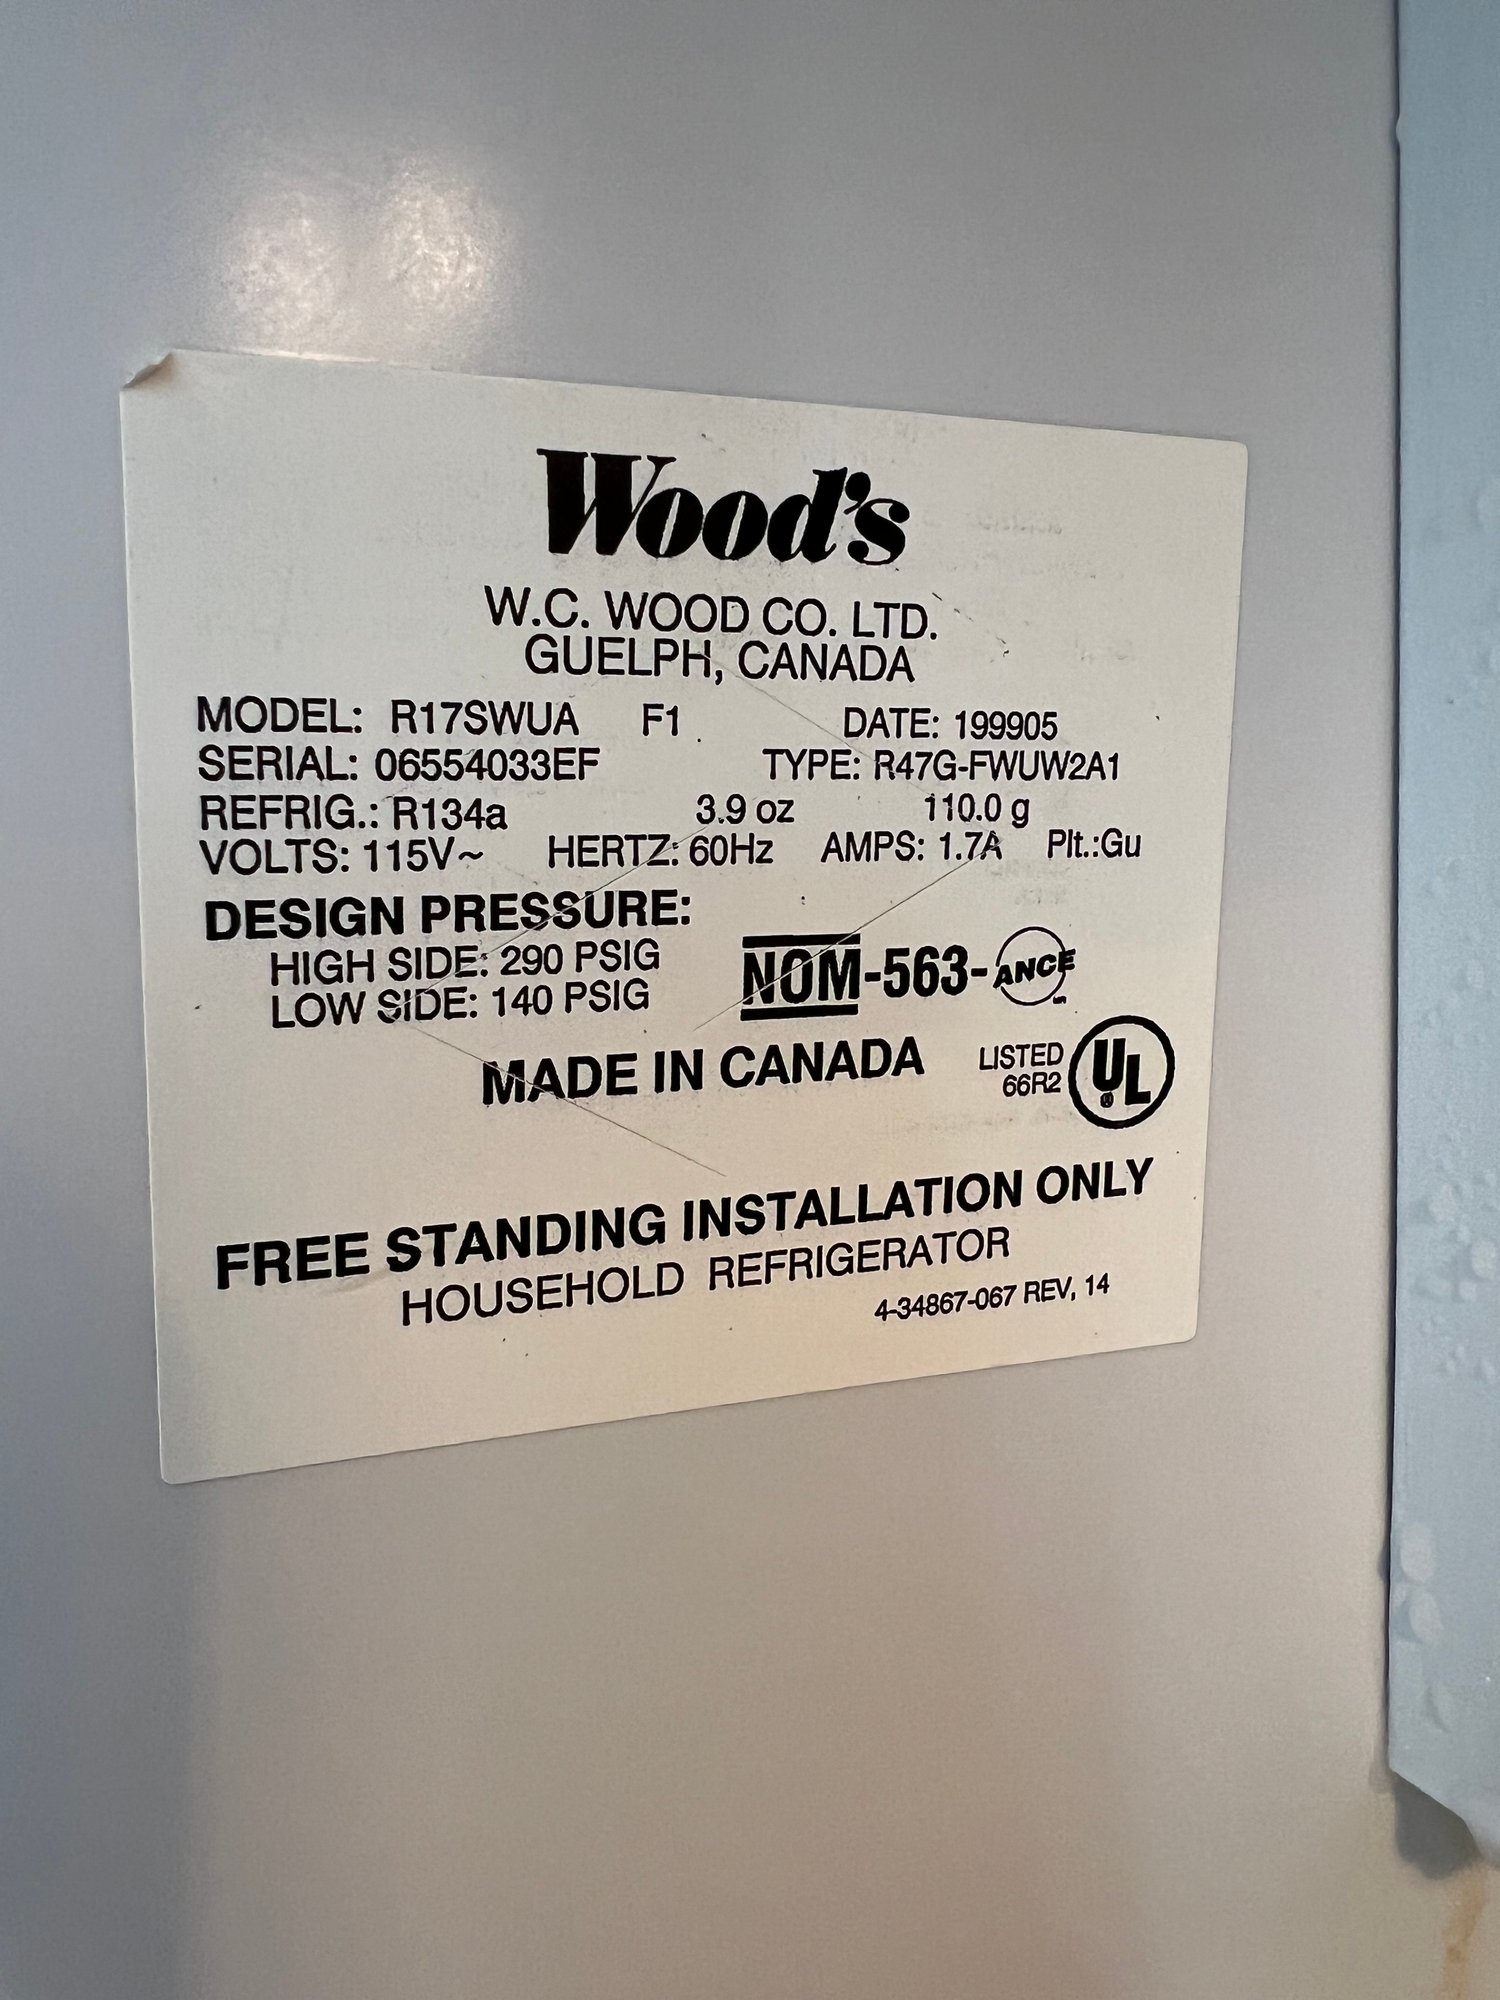 Wood's
W.C. WOOD CO. LTD.
GUELPH, CANADA
MODEL: R17SWUA F1 DATE: 199905
SERIAL: 06554033EF TYPE: R47G-FWUW2A1
REFRIG.: R134a 3.9 oz 110.0 g
VOLTS: 115V~ HERTZ: 60Hz AMPS: 1.7A Plt.:Gu
DESIGN PRESSURE:
HIGH SIDE: 290 PSIG
LOW SIDE: 140 PSIG
NOM-563-ANCE
MADE IN CANADA
LISTED
66R2
UL®
FREE STANDING INSTALLATION ONLY
HOUSEHOLD REFRIGERATOR
4-34867-067 REV, 14